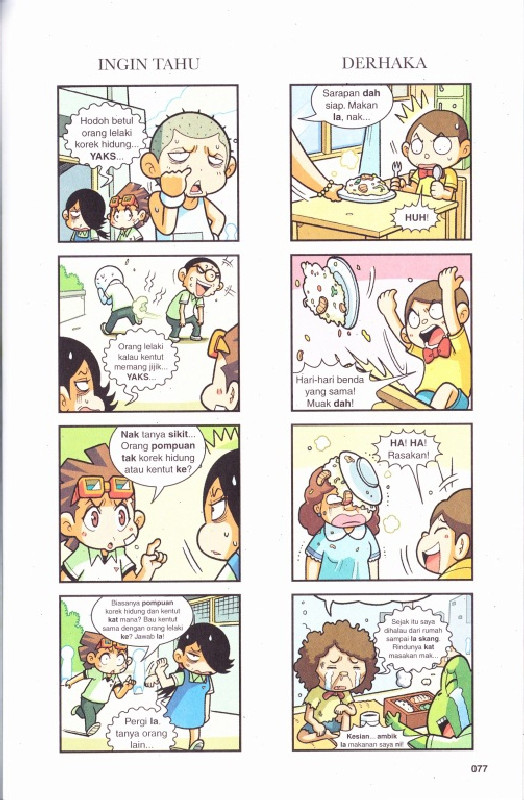 INGIN TAHU
Hodoh betul
orang lelaki
korek hidung...
YAKS...
Orang lelaki
kalau kentut
memang jijik...
YAKS...
Nak tanya sikit...
Orang pompuan
tak korek hidung
atau kentut ke?
Biasanya pompuan
korek hidung dan kentut
kat mana? Bau kentut
sama dengan orang lelaki
ke? Jawab la!
Pergi lla
tanya orang
lain...
DERHAKA
Sarapan dah
siap. Makan
la, nak...
HUH!
Hari-hari benda
yang sama!
Muak dah!
HA! HA!
Rasakan!
Sejak itu saya
dihalau dari rumah
sampai la skang.
Rindunya kat
masakan mak...
Kesian... ambik
la makanan saya ni!
077